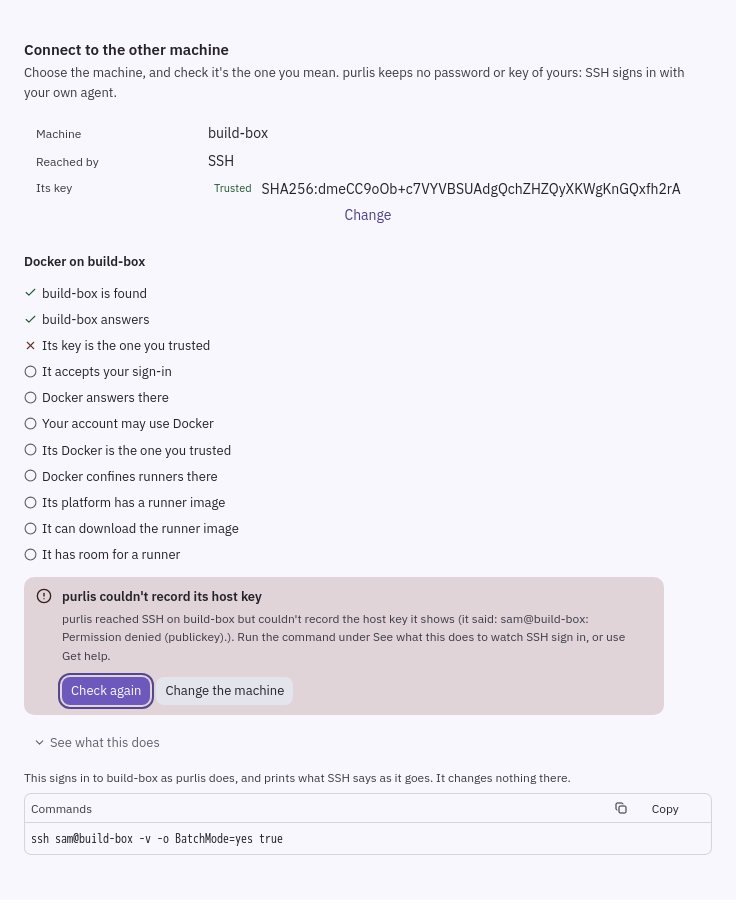 Connect to the other machine
Choose the machine, and check it's the one you mean. purlis keeps no password or key of yours: SSH signs in with
your own agent.
Machine build-box
Reached by SSH
Its key Trusted SHA256:dmeCC9oOb+c7VYVBSUAdgQchZHZQyXKWgKnGQxfh2rA
Change
Docker on build-box
build-box is found
build-box answers
Its key is the one you trusted
It accepts your sign-in
Docker answers there
Your account may use Docker
Its Docker is the one you trusted
Docker confines runners there
Its platform has a runner image
It can download the runner image
It has room for a runner
purlis couldn't record its host key
purlis reached SSH on build-box but couldn't record the host key it shows (it said: sam@build-box:
Permission denied (publickey).). Run the command under See what this does to watch SSH sign in, or use
Get help.
Check again Change the machine
See what this does
This signs in to build-box as purlis does, and prints what SSH says as it goes. It changes nothing there.
Commands Copy
ssh sam@build-box -v -o BatchMode=yes true